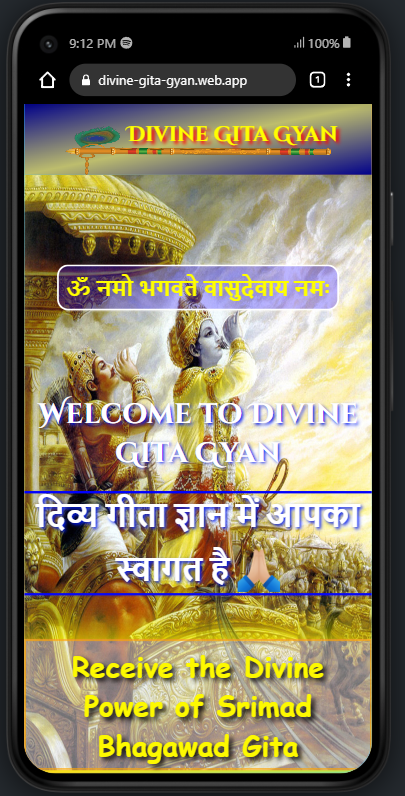 9:12 PM
100%
divine-gita-gyan.web.app
1
Divine Gita Gyan
ॐ नमो भगवते वासुदेवाय नमः
Welcome To Divine
Gita Gyan
दिव्य गीता ज्ञान में आपका
स्वागत है 🙏🏻
Receive the Divine
Power of Srimad
Bhagawad Gita